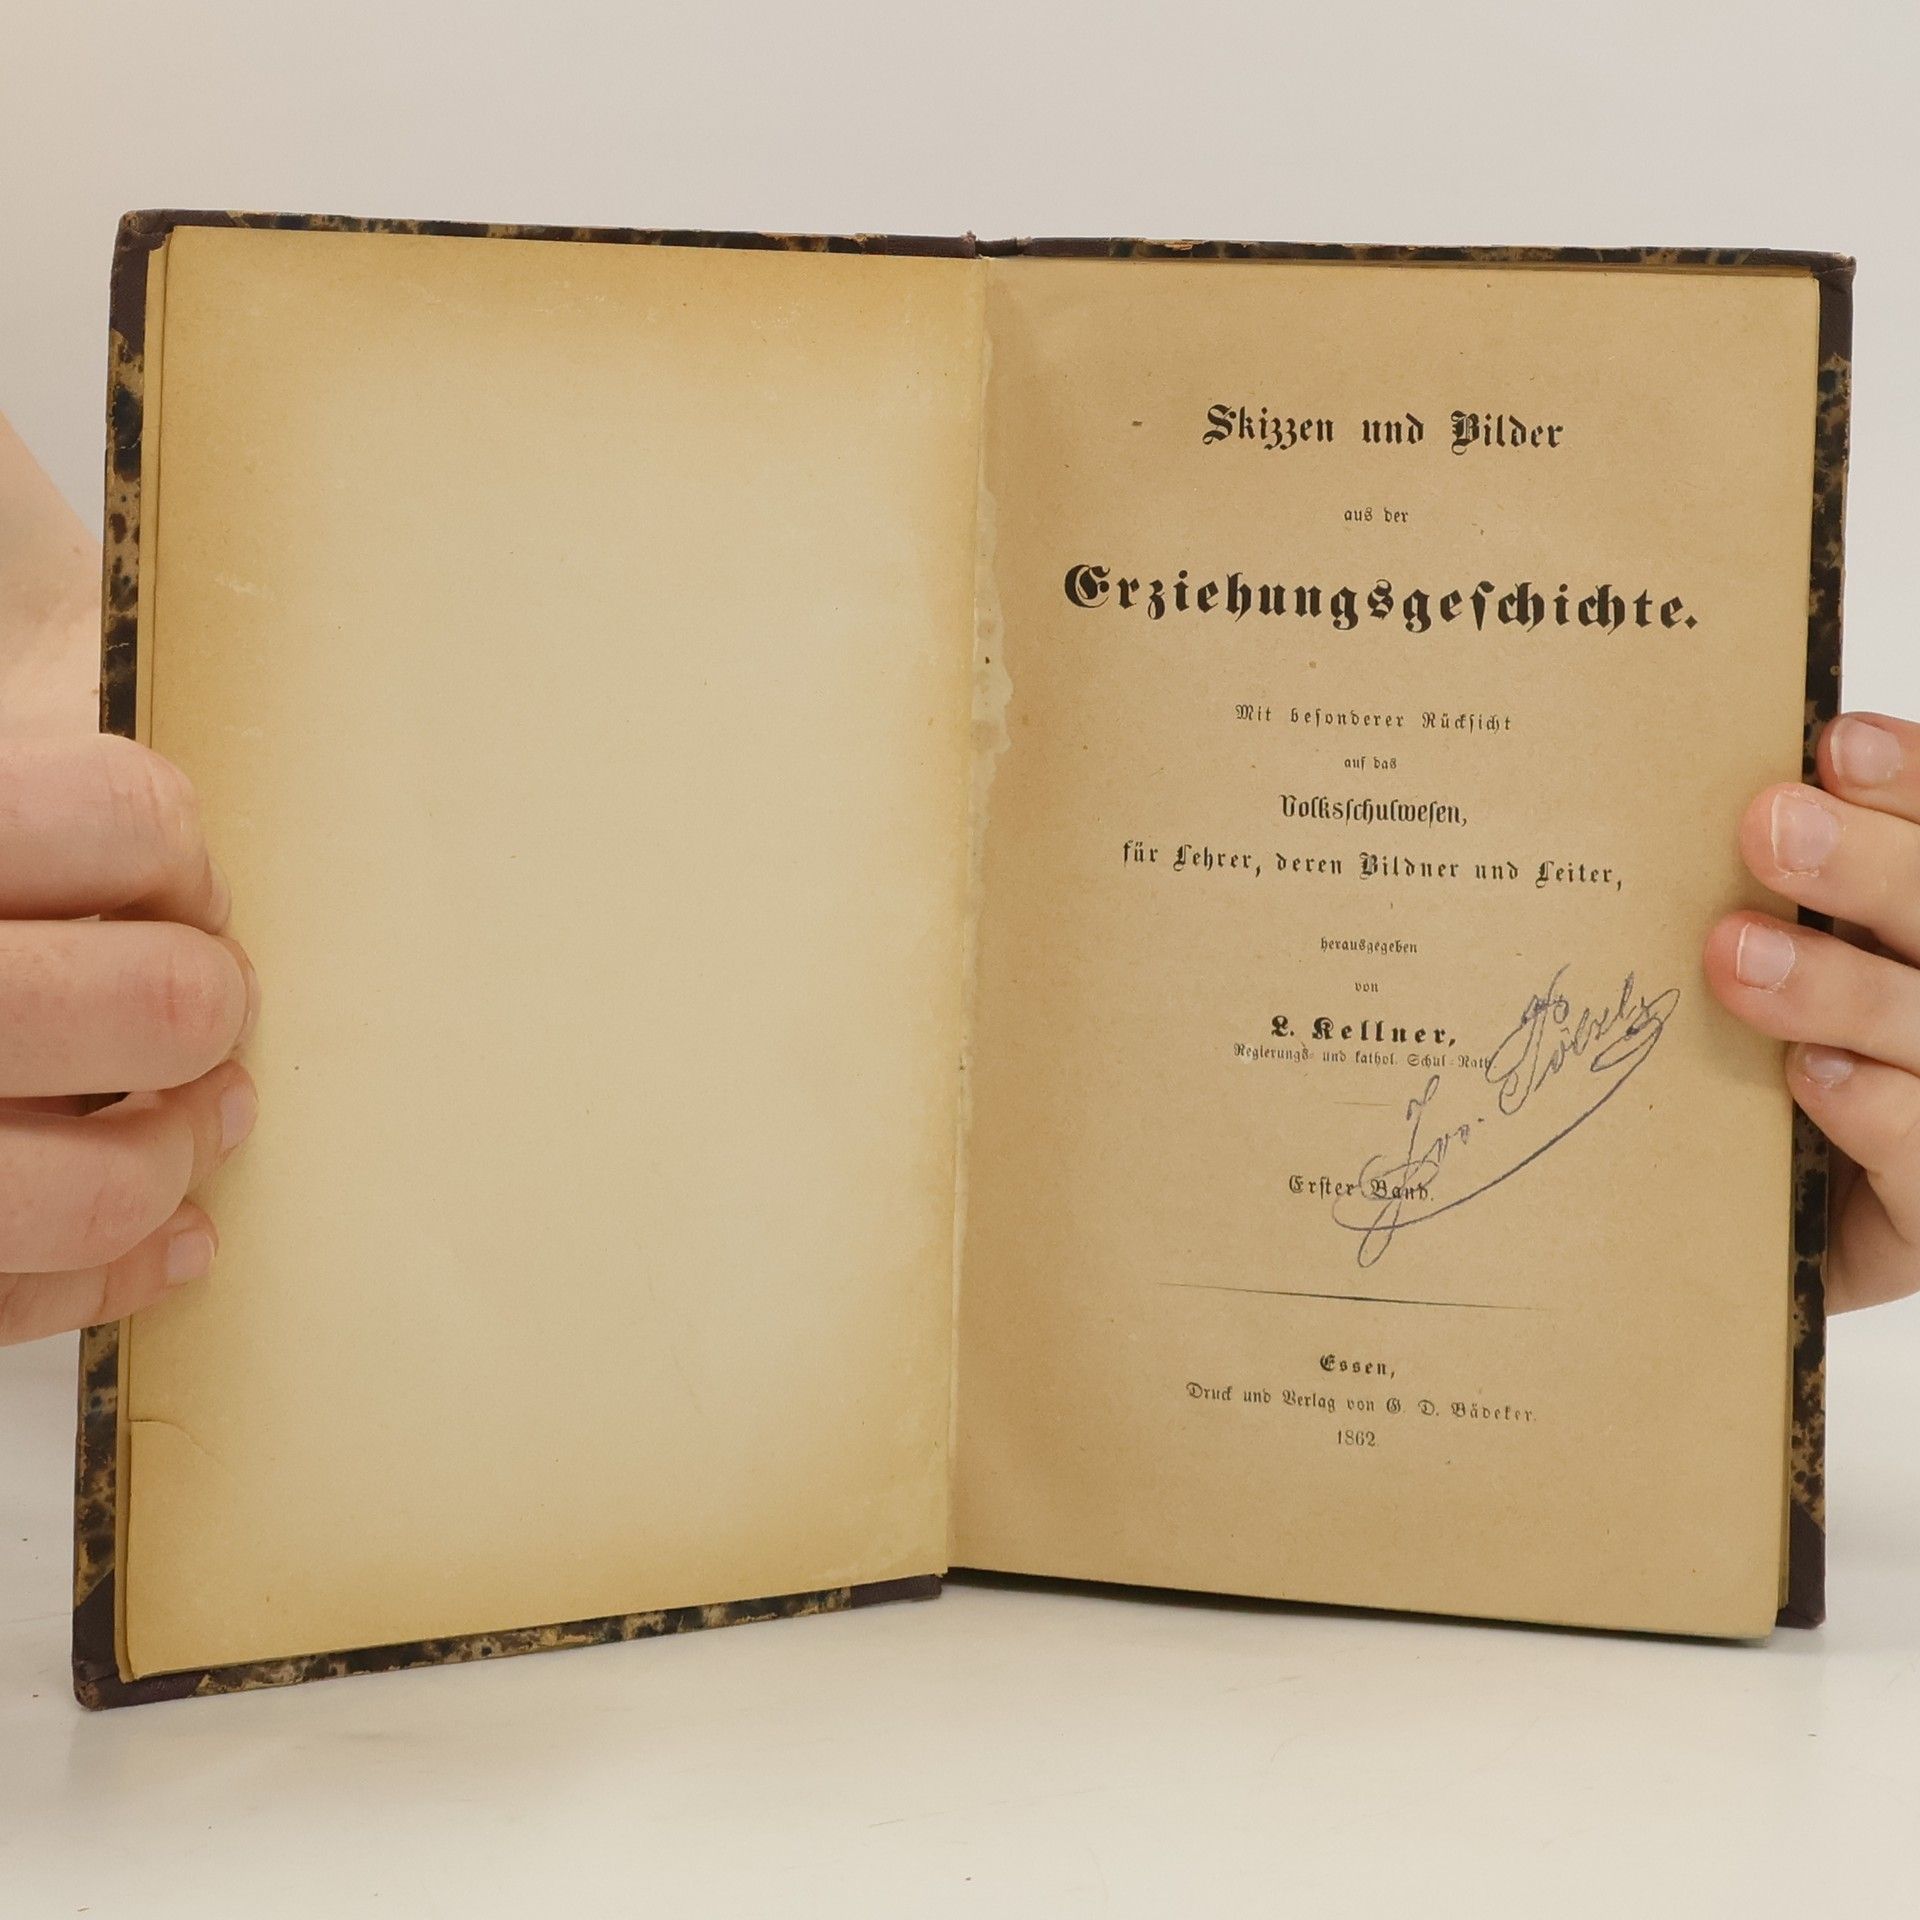 Skizzen und Bilder
aus der
Erziehungsgeschichte.
Mit besonderer Rücksicht
auf das
Volksschulwesen,
für Lehrer, deren Bildner und Leiter,
herausgegeben
von
L. Kellner,
Regierungs- und kathol. Schul-Rath.
Erster Band.
Essen,
Druck und Verlag von G. D. Bädeker.
1862.